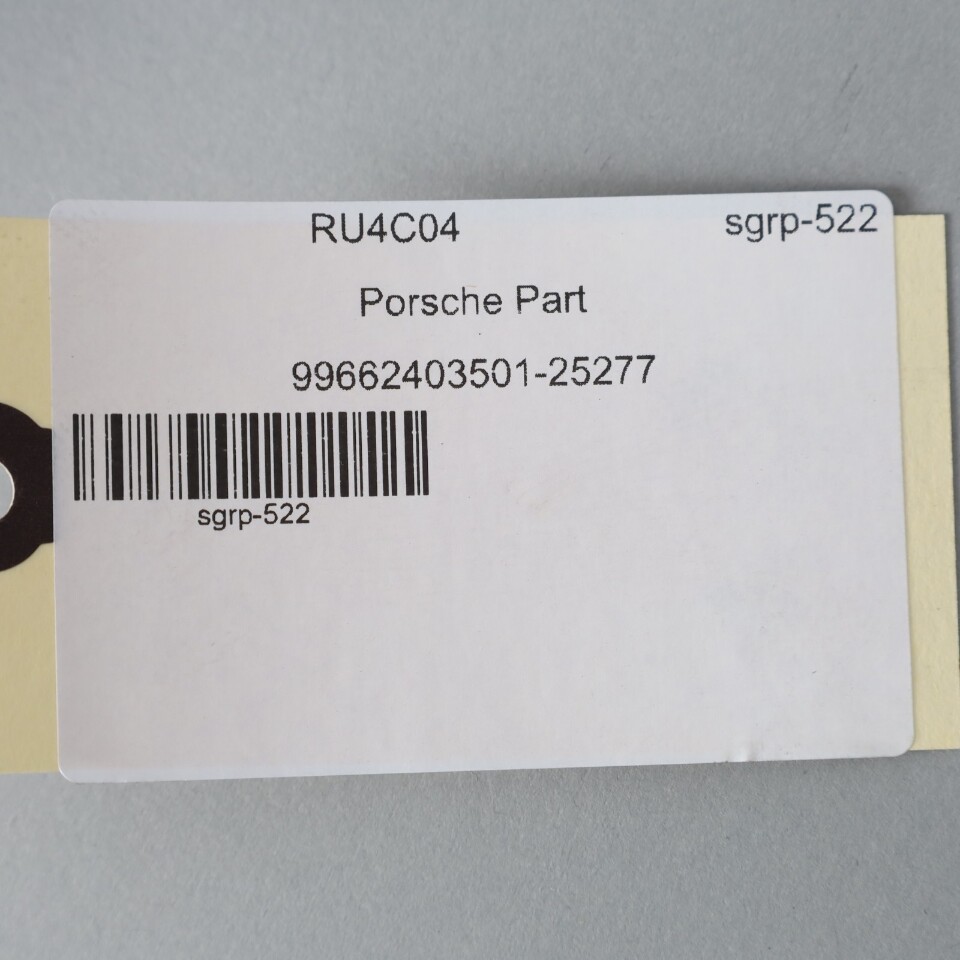 RU4C04 sgrp-522
Porsche Part
99662403501-25277
sgrp-522